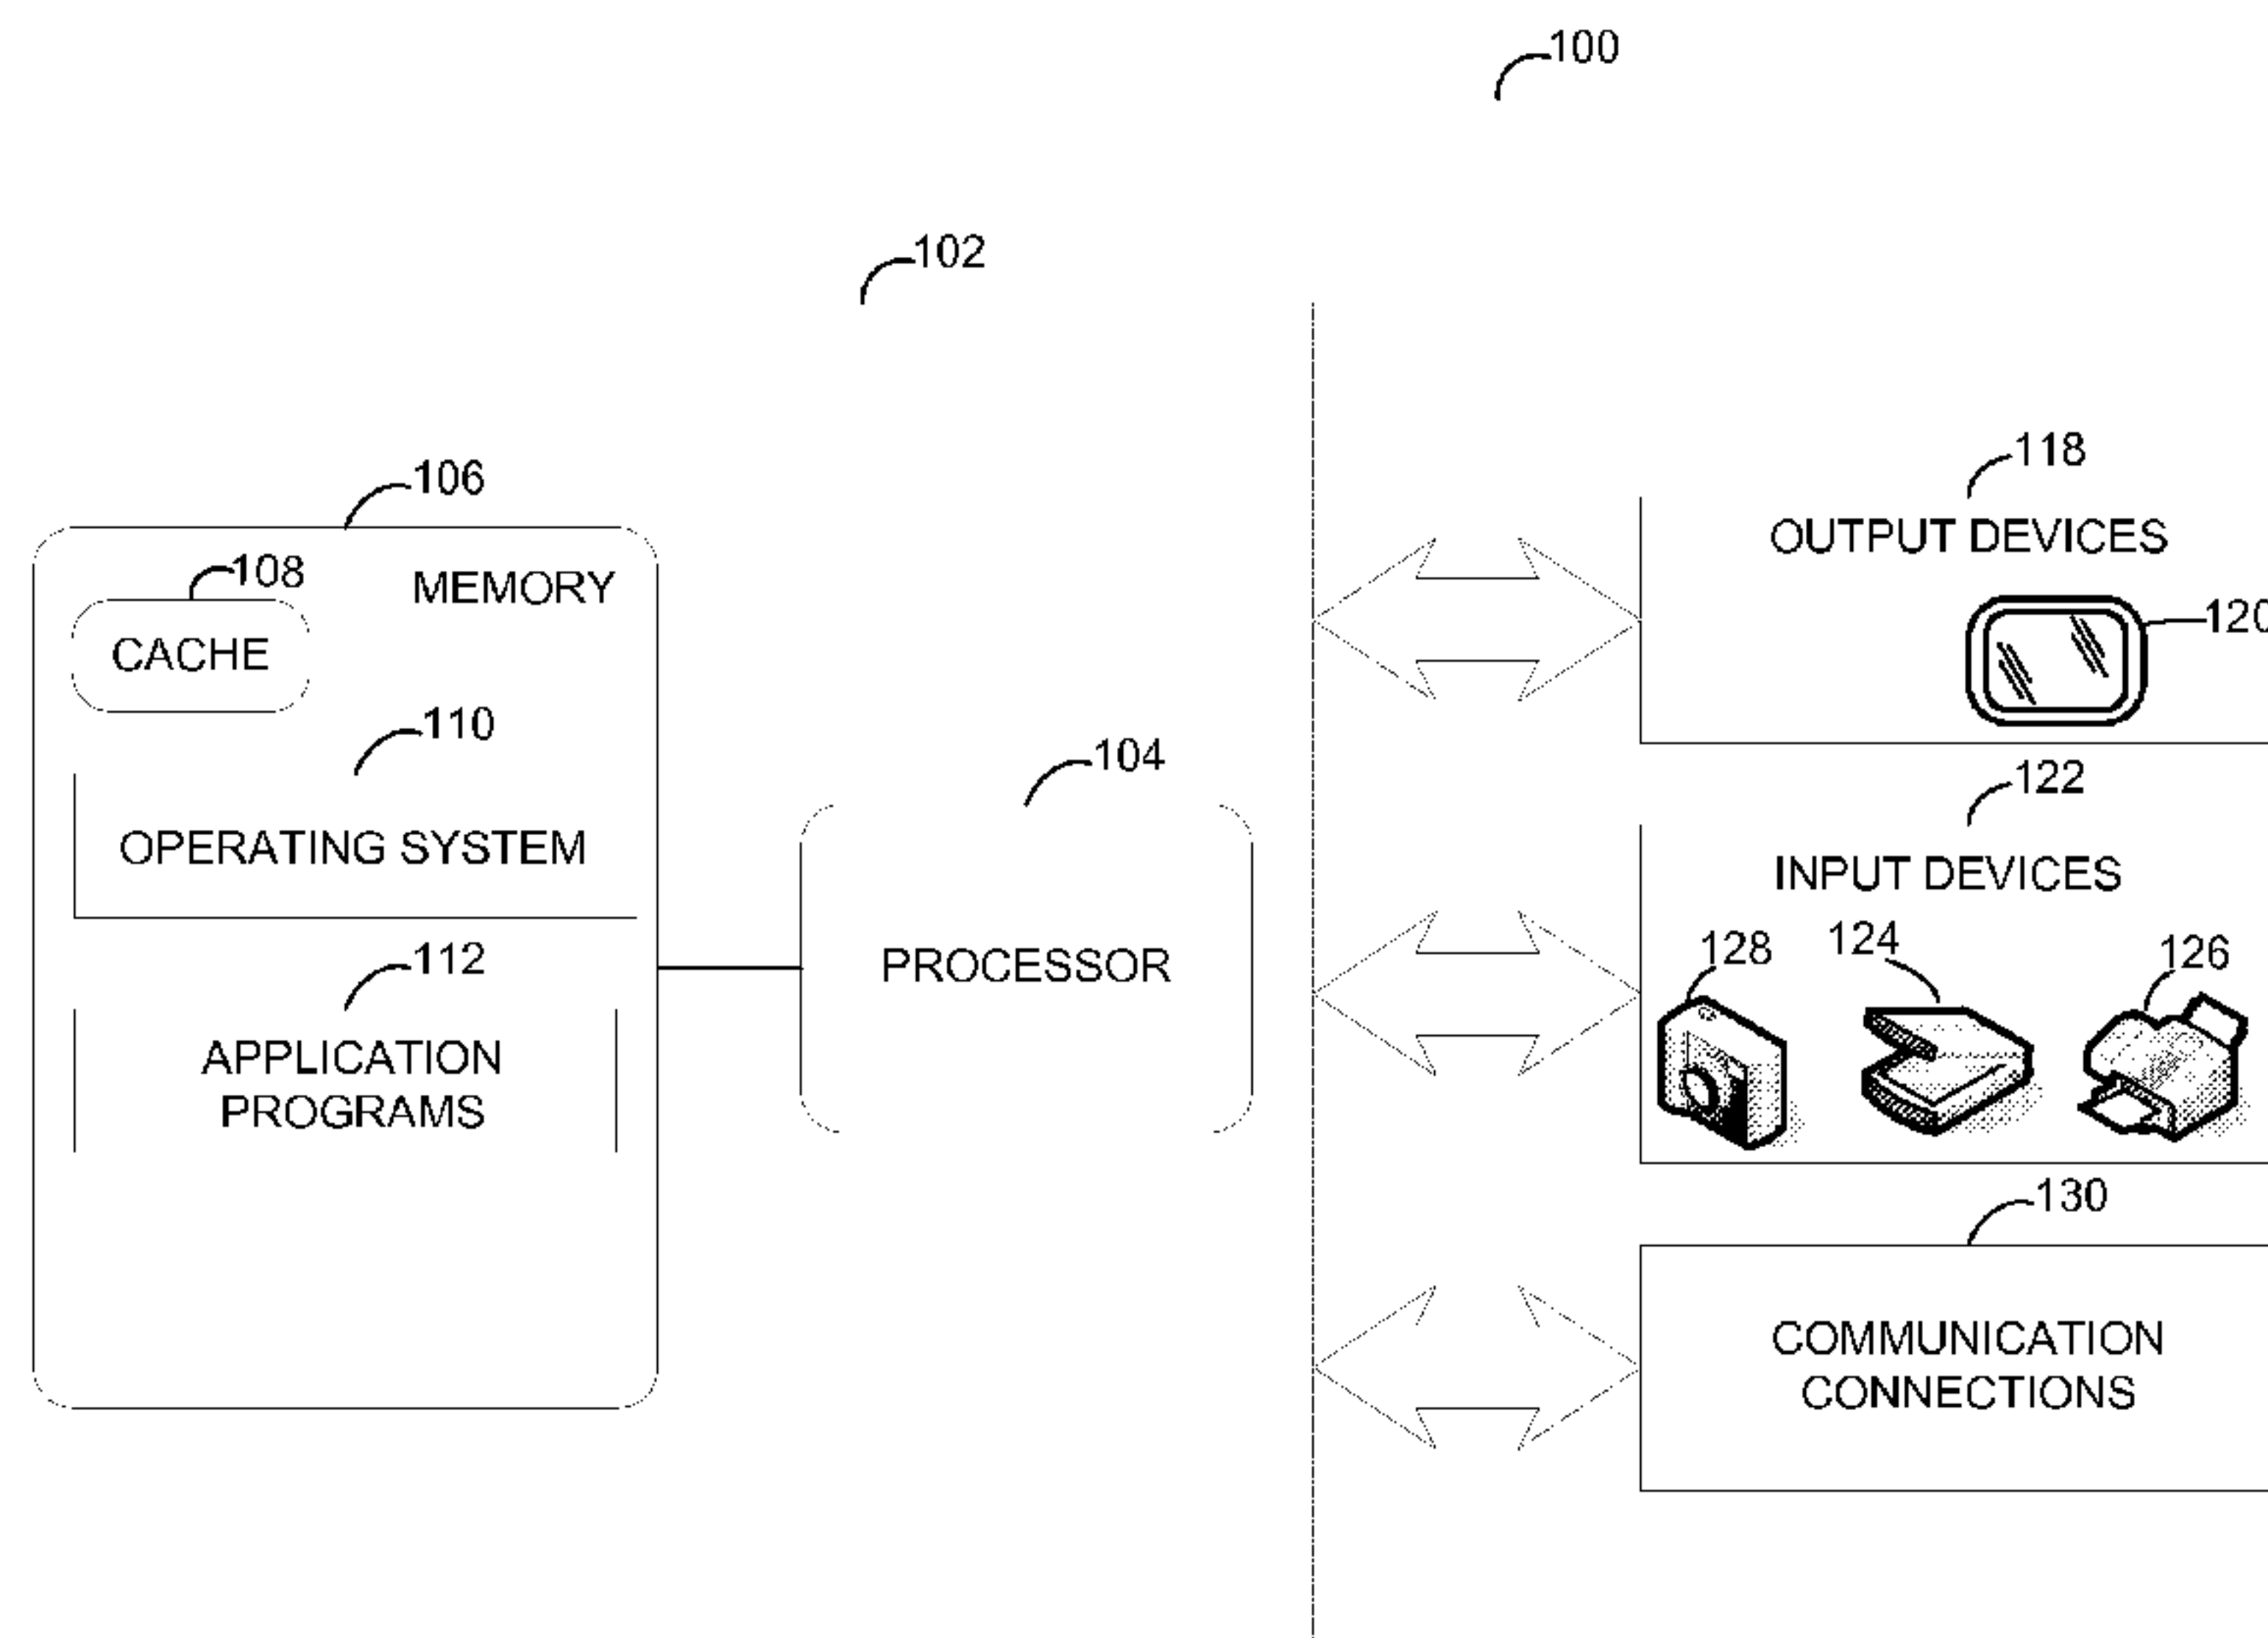 100
102
106
108
MEMORY
CACHE
110
OPERATING SYSTEM
112
APPLICATION
PROGRAMS
104
PROCESSOR
118
OUTPUT DEVICES
120
122
INPUT DEVICES
128
124
126
130
COMMUNICATION
CONNECTIONS